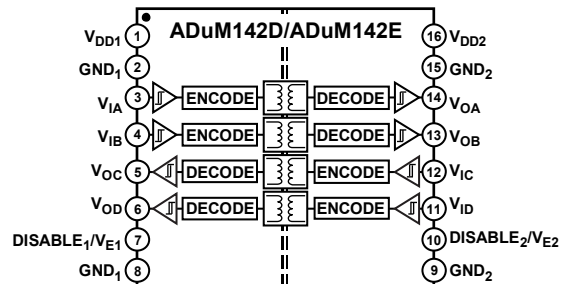 ADuM142D/ADuM142E
VDD1 1 16 VDD2
GND1 2 15 GND2
VIA 3 ENCODE DECODE 14 VOA
VIB 4 ENCODE DECODE 13 VOB
VOC 5 DECODE ENCODE 12 VIC
VOD 6 DECODE ENCODE 11 VID
DISABLE1/VE1 7 10 DISABLE2/VE2
GND1 8 9 GND2